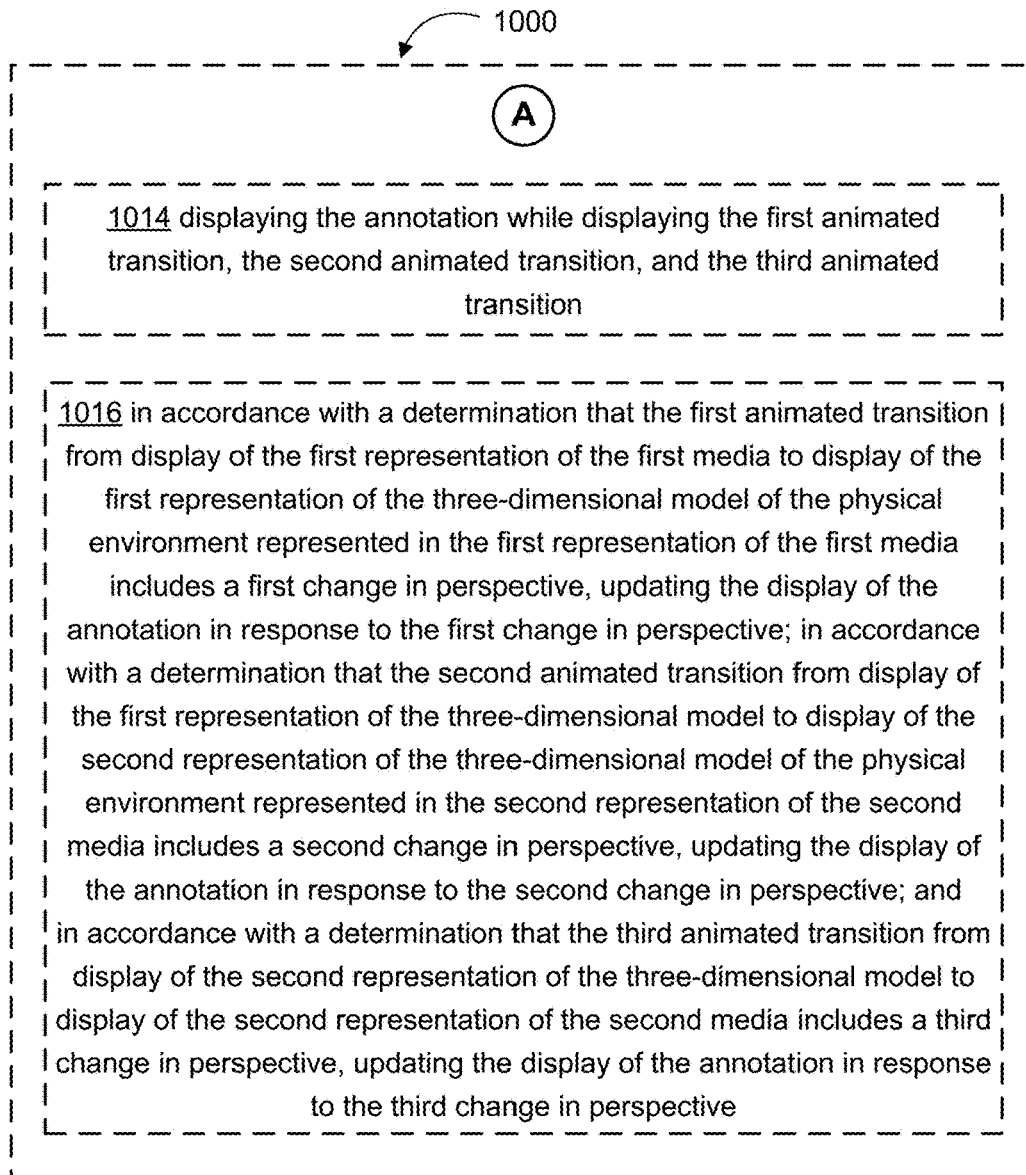 1000
A
1014 displaying the annotation while displaying the first animated
transition, the second animated transition, and the third animated
transition
1016 in accordance with a determination that the first animated transition
from display of the first representation of the first media to display of the
first representation of the three-dimensional model of the physical
environment represented in the first representation of the first media
includes a first change in perspective, updating the display of the
annotation in response to the first change in perspective; in accordance
with a determination that the second animated transition from display of
the first representation of the three-dimensional model to display of the
second representation of the three-dimensional model of the physical
environment represented in the second representation of the second
media includes a second change in perspective, updating the display of
the annotation in response to the second change in perspective; and
in accordance with a determination that the third animated transition from
display of the second representation of the three-dimensional model to
display of the second representation of the second media includes a third
change in perspective, updating the display of the annotation in response
to the third change in perspective